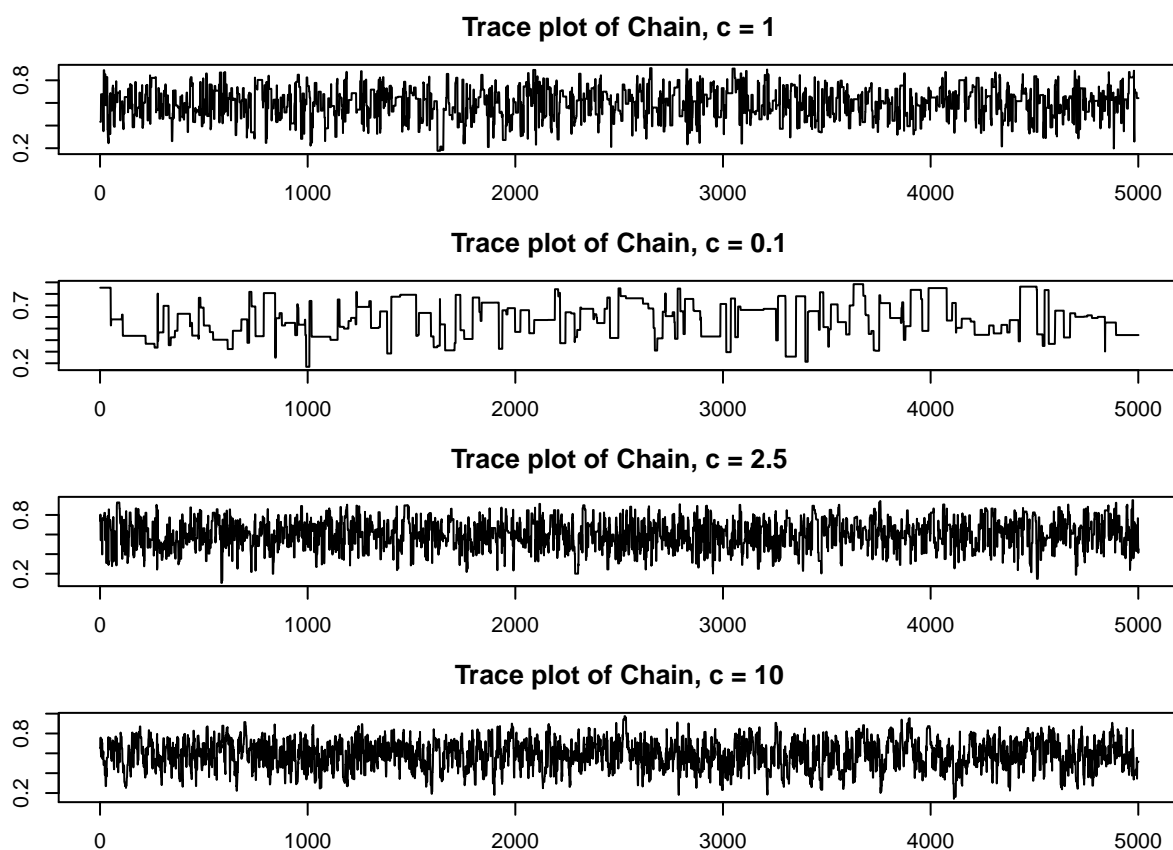 Trace plot of Chain, c = 1
0.8
0.2
0 1000 2000 3000 4000 5000
Trace plot of Chain, c = 0.1
0.7
0.2
0 1000 2000 3000 4000 5000
Trace plot of Chain, c = 2.5
0.8
0.2
0 1000 2000 3000 4000 5000
Trace plot of Chain, c = 10
0.8
0.2
0 1000 2000 3000 4000 5000